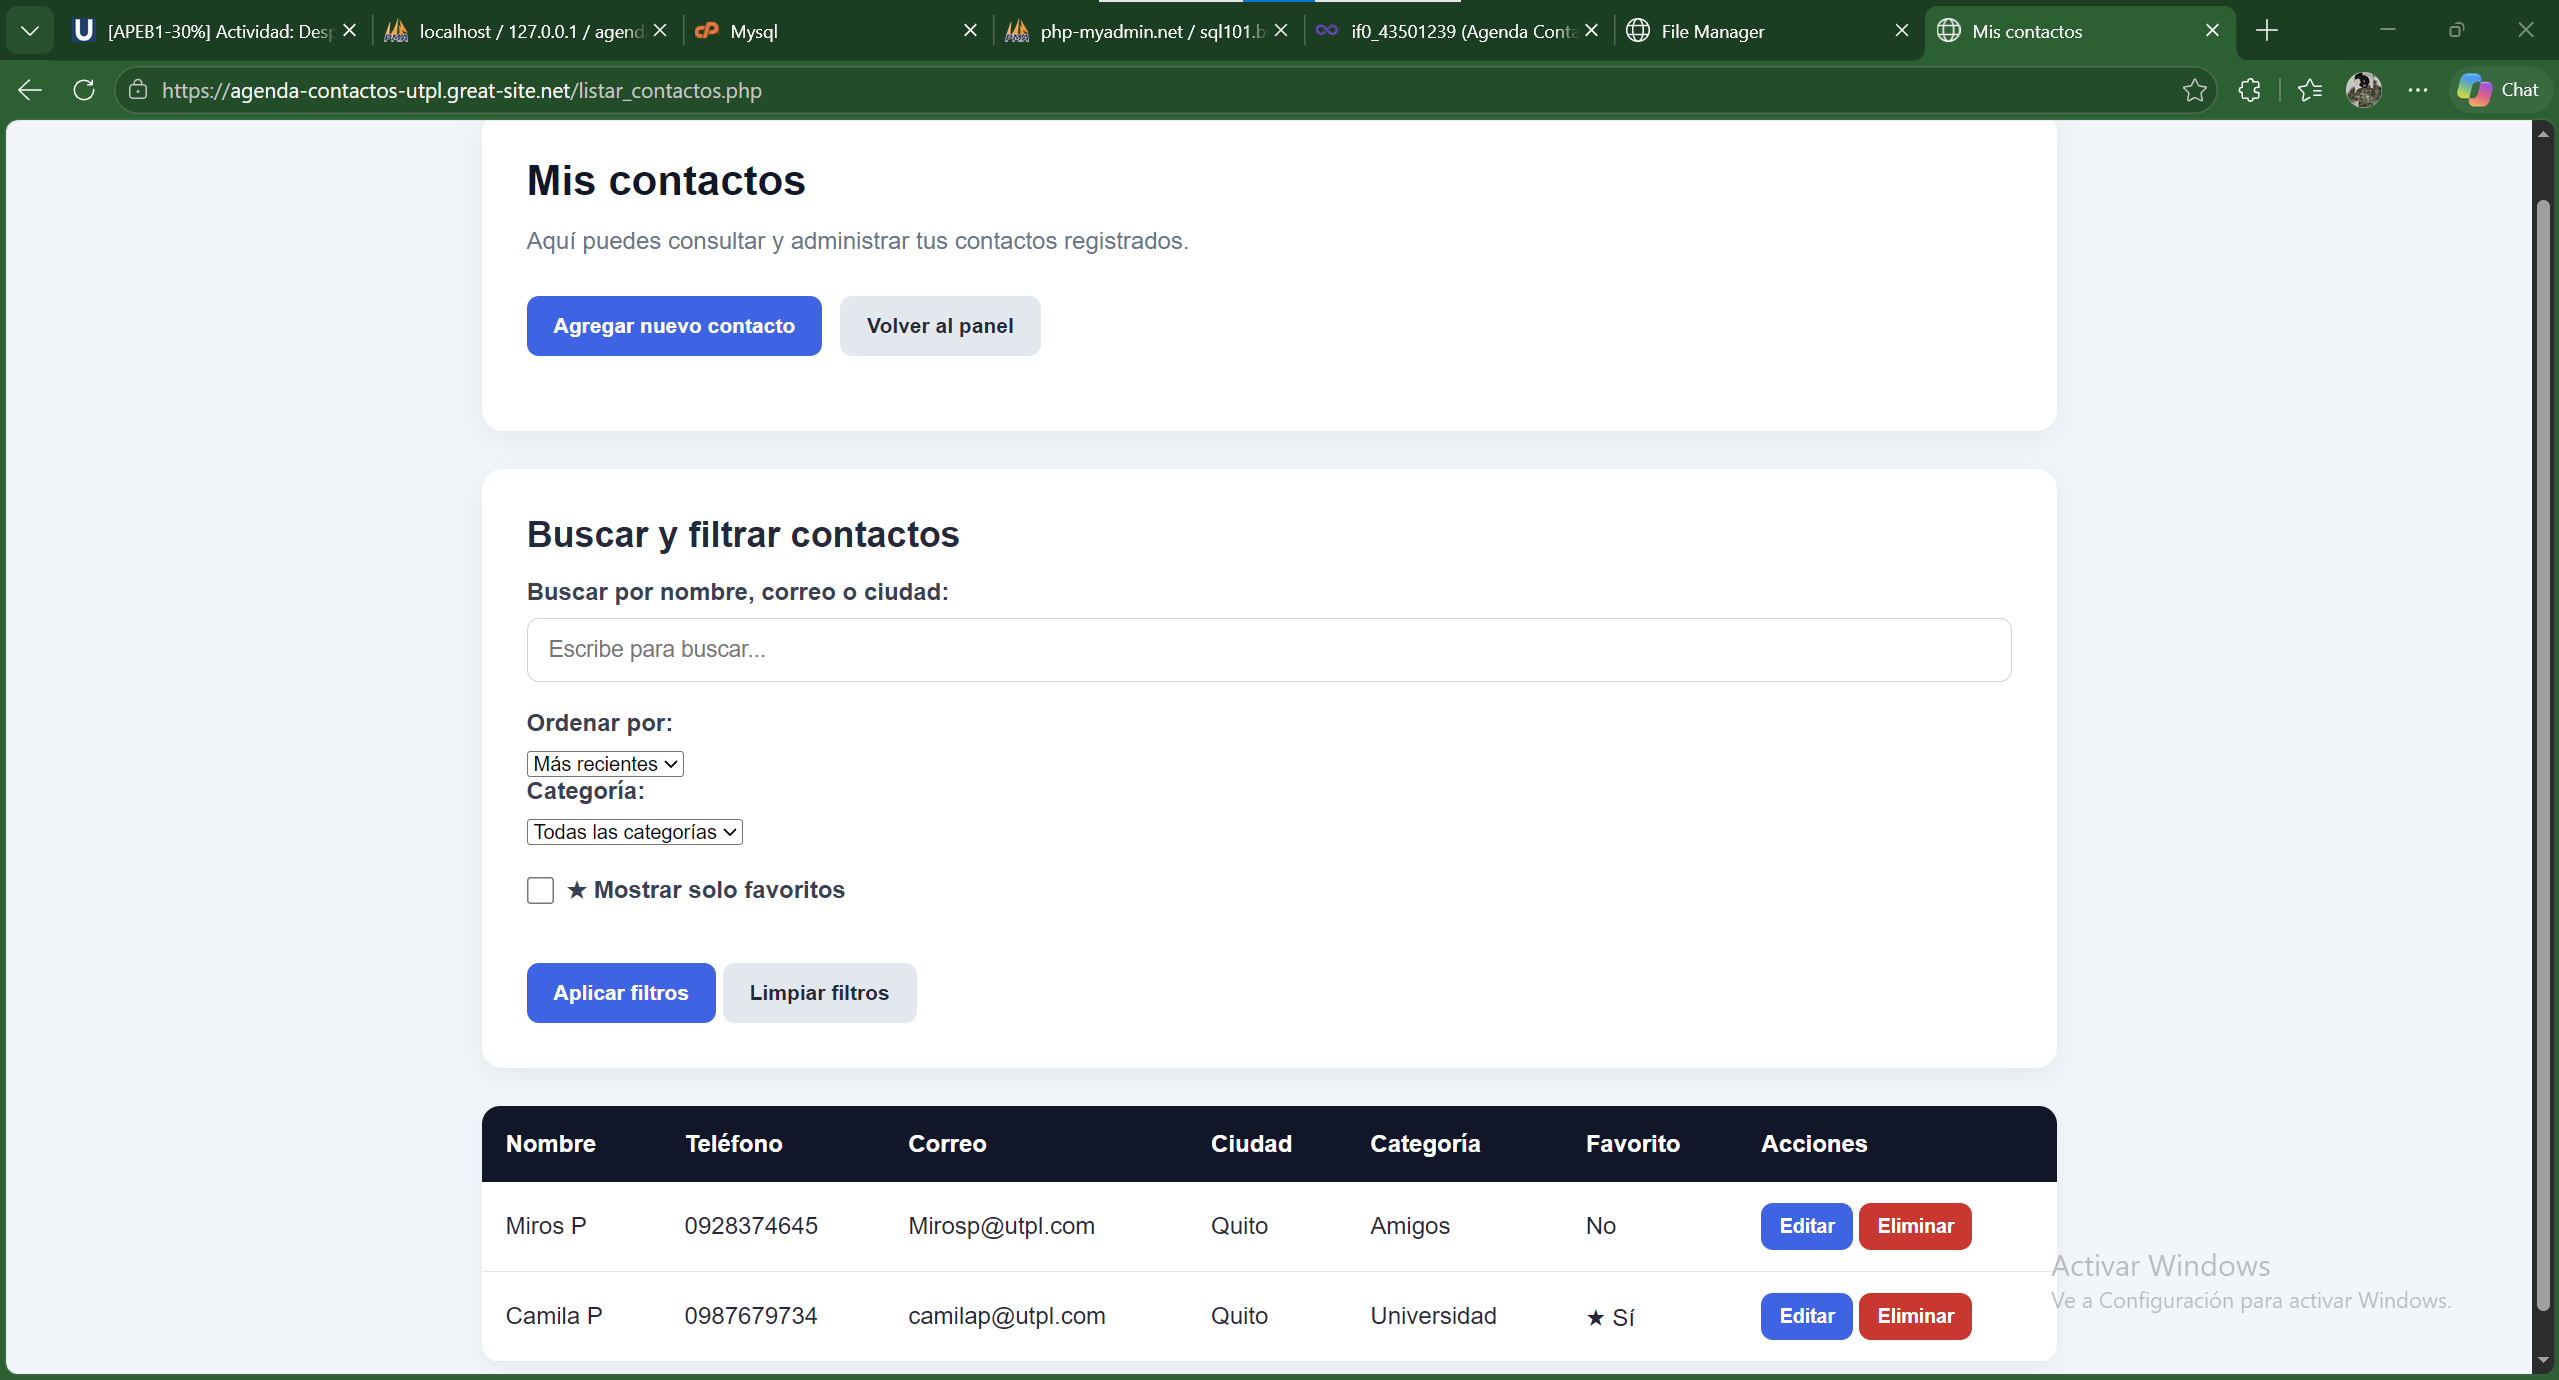 [APEB1-30%] Actividad: Desp
localhost / 127.0.0.1 / agend
Mysql
php-myadmin.net / sql101.b
if0_43501239 (Agenda Conta
File Manager
Mis contactos
https://agenda-contactos-utpl.great-site.net/listar_contactos.php
Chat
Mis contactos
Aquí puedes consultar y administrar tus contactos registrados.
Agregar nuevo contacto
Volver al panel
Buscar y filtrar contactos
Buscar por nombre, correo o ciudad:
Escribe para buscar...
Ordenar por:
Más recientes
Categoría:
Todas las categorías
★ Mostrar solo favoritos
Aplicar filtros
Limpiar filtros
Nombre Teléfono Correo Ciudad Categoría Favorito Acciones
Miros P 0928374645 Mirosp@utpl.com Quito Amigos No Editar Eliminar
Camila P 0987679734 camilap@utpl.com Quito Universidad ★ Sí Editar Eliminar
Activar Windows
Ve a Configuración para activar Windows.